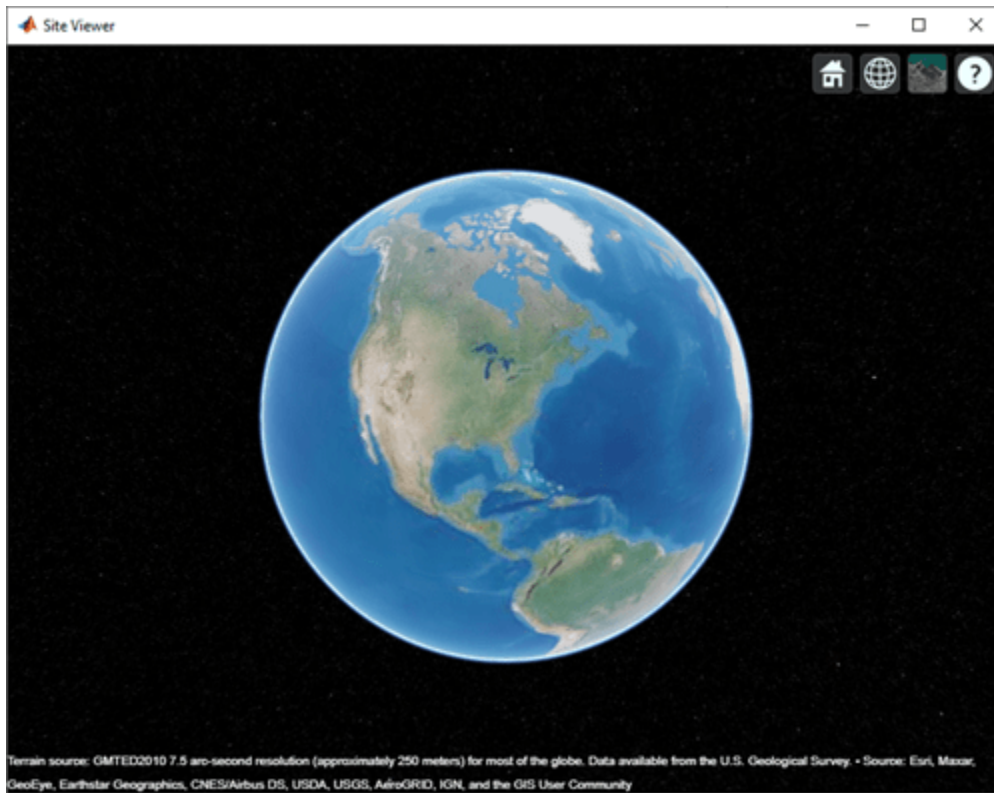 Site Viewer
?
Terrain source: GMTED2010 7.5 arc-second resolution (approximately 250 meters) for most of the globe. Data available from the U.S. Geological Survey. • Source: Esri, Maxar,
GeoEye, Earthstar Geographics, CNES/Airbus DS, USDA, USGS, AeroGRID, IGN, and the GIS User Community